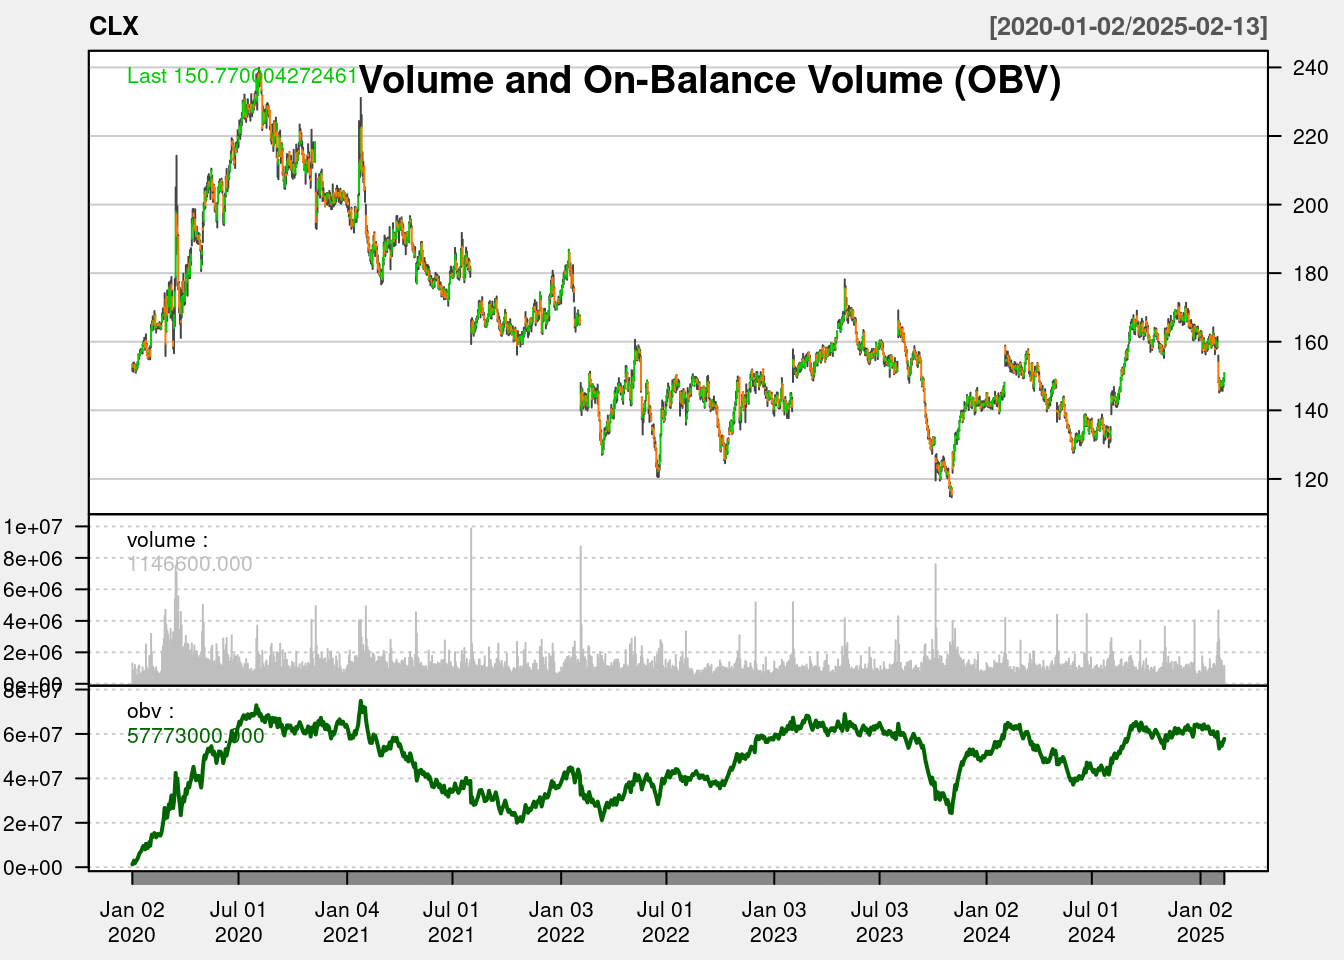 CLX
[2020-01-02/2025-02-13]
Last 150.770004272461
Volume and On-Balance Volume (OBV)
240
220
200
180
160
140
120
1e+07
8e+06
6e+06
4e+06
2e+06
0e+00
volume :
1146600.000
8e+07
6e+07
4e+07
2e+07
0e+00
obv :
57773000.000
Jan 02 Jul 01 Jan 04 Jul 01 Jan 03 Jul 01 Jan 03 Jul 03 Jan 02 Jul 01 Jan 02
2020 2020 2021 2021 2022 2022 2023 2023 2024 2024 2025